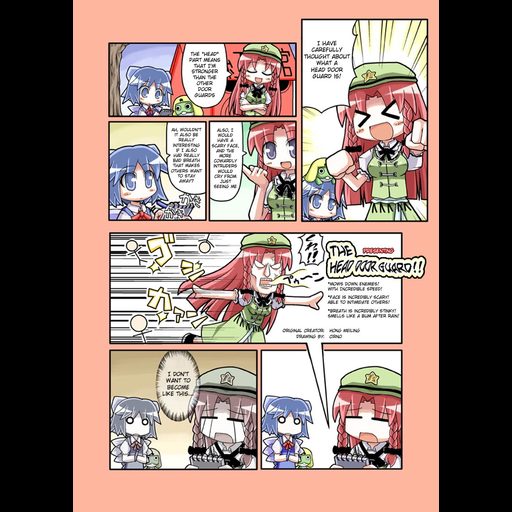 I HAVE
CAREFULLY
THOUGHT ABOUT
WHAT A
HEAD DOOR
GUARD IS!
THE "HEAD"
PART MEANS
THAT I'M
STRONGER
THAN THE
OTHER
DOOR
GUARDS
ALSO, I
WOULD
HAVE A
SCARY FACE,
AND THE
MORE
COWARDLY
INTRUDERS
WOULD
CRY FROM
JUST
SEEING ME
AH, WOULDN'T
IT ALSO BE
REALLY
INTERESTING
IF I ALSO
HAD REALLY
BAD BREATH
THAT MAKES
OTHERS WANT
TO STAY
AWAY?
THE
PRESENTING
HEAD DOOR GUARD!!
*MOWS DOWN ENEMIES!
WITH INCREDIBLE SPEED!
*FACE IS INCREDIBLY SCARY!
ABLE TO INTIMIDATE OTHERS!
*BREATH IS INCREDIBLY STINKY!
SMELLS LIKE A BUM AFTER RAIN!
ORIGINAL CREATOR: HONG MEILING
DRAWING BY: CIRNO
I DON'T
WANT TO
BECOME
LIKE THIS...